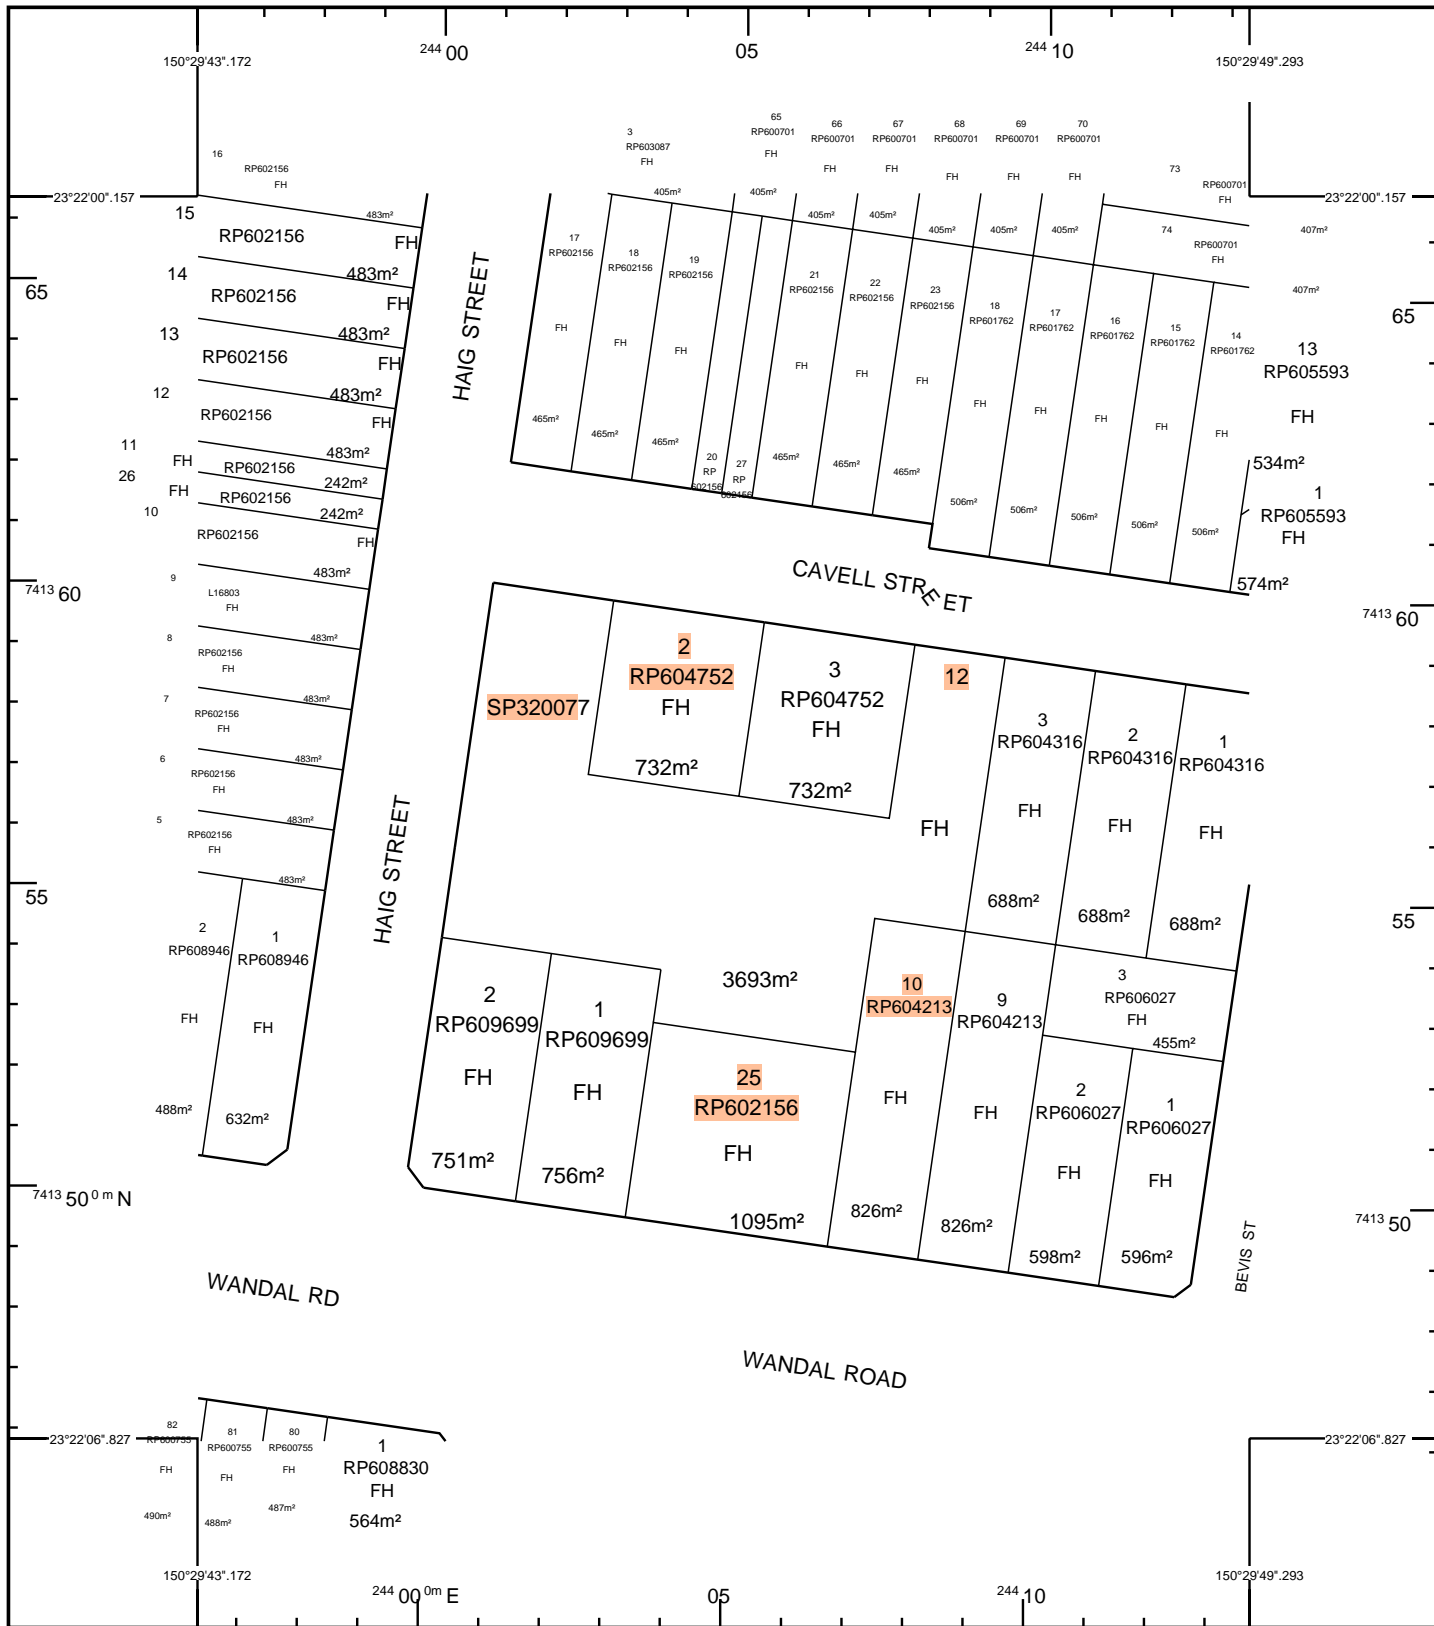 244 00
05
244 10
150°29'43".172
150°29'49".293
65
RP600701
FH
66
RP600701
FH
67
RP600701
FH
68
RP600701
FH
69
RP600701
FH
70
RP600701
FH
3
RP603087
FH
16
RP602156
FH
73
RP600701
FH
23°22'00".157
23°22'00".157
405m²
405m²
405m²
405m²
405m²
405m²
405m²
407m²
74
RP600701
FH
407m²
15
RP602156
FH
483m²
14
RP602156
FH
483m²
13
RP602156
FH
483m²
12
RP602156
FH
483m²
11
FH
RP602156
483m²
26
FH
RP602156
242m²
10
RP602156
FH
242m²
9
L16803
FH
483m²
8
RP602156
FH
483m²
7
RP602156
FH
483m²
6
RP602156
FH
483m²
5
RP602156
FH
483m²
483m²
HAIG STREET
17
RP602156
FH
465m²
18
RP602156
FH
465m²
19
RP602156
FH
465m²
20
RP
602156
27
RP
602156
21
RP602156
FH
465m²
22
RP602156
FH
465m²
23
RP602156
FH
465m²
18
RP601762
FH
506m²
17
RP601762
FH
506m²
16
RP601762
FH
506m²
15
RP601762
FH
506m²
14
RP601762
FH
506m²
13
RP605593
FH
534m²
1
RP605593
FH
574m²
65
65
CAVELL STREET
7413 60
7413 60
SP320077
2
RP604752
FH
732m²
3
RP604752
FH
732m²
12
FH
3693m²
3
RP604316
FH
688m²
2
RP604316
FH
688m²
1
RP604316
FH
688m²
HAIG STREET
55
55
2
RP608946
FH
488m²
1
RP608946
FH
632m²
2
RP609699
FH
751m²
1
RP609699
FH
756m²
25
RP602156
FH
1095m²
10
RP604213
FH
826m²
9
RP604213
FH
826m²
3
RP606027
FH
455m²
2
RP606027
FH
598m²
1
RP606027
FH
596m²
BEVIS ST
7413 50 0 m N
7413 50
WANDAL RD
WANDAL ROAD
23°22'06".827
23°22'06".827
82
RP600755
FH
490m²
81
RP600755
FH
488m²
80
RP600755
FH
487m²
1
RP608830
FH
564m²
150°29'43".172
150°29'49".293
244 00 0m E
05
244 10